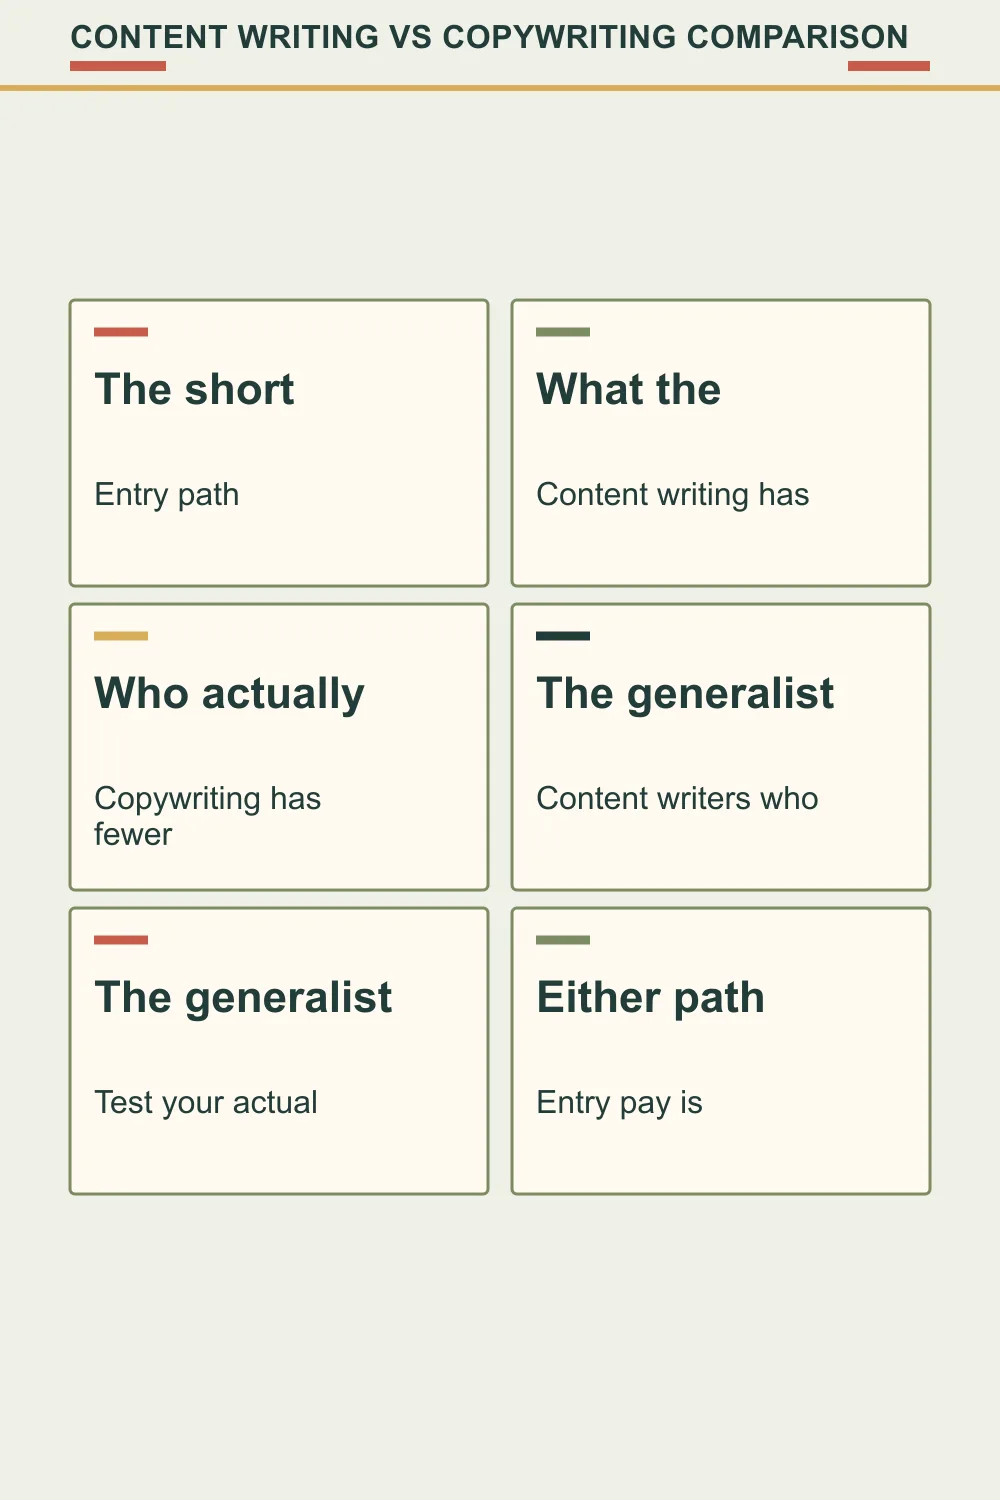 CONTENT WRITING VS COPYWRITING COMPARISON
The short
Entry path
What the
Content writing has
Who actually
Copywriting has
fewer
The generalist
Content writers who
The generalist
Test your actual
Either path
Entry pay is